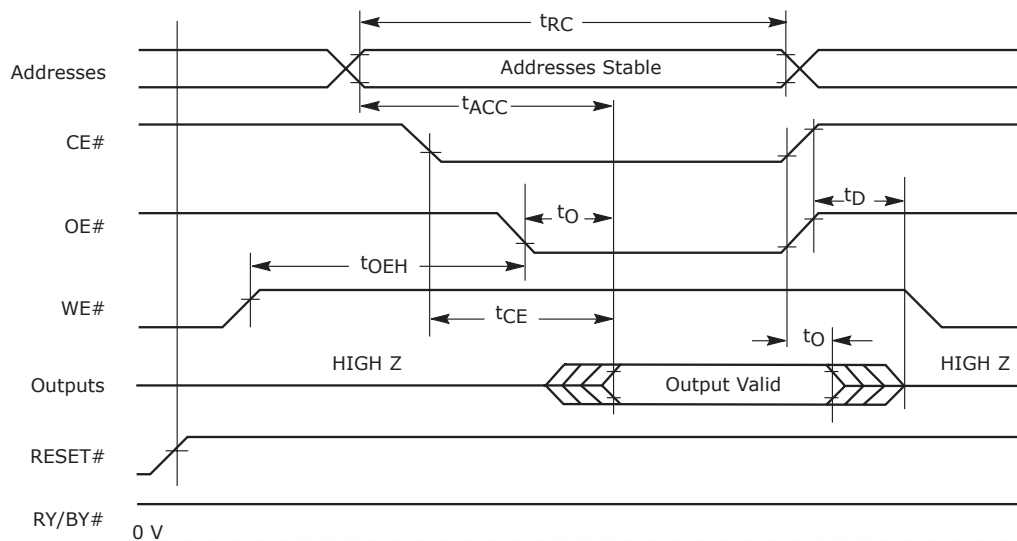 tRC
Addresses
Addresses Stable
tACC
CE#
tD
OE#
tO
tOEH
WE#
tCE
tO
HIGH Z
HIGH Z
Outputs
Output Valid
RESET#
RY/BY#
0 V